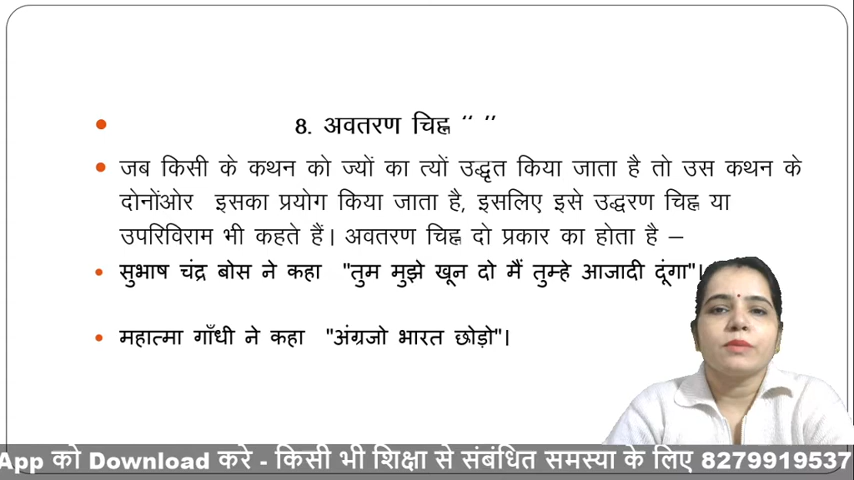 8. अवतरण चिह्न “ ”
जब किसी के कथन को ज्यों का त्यों उद्धृत किया जाता है तो उस कथन के
दोनोंओर इसका प्रयोग किया जाता है, इसलिए इसे उद्धरण चिह्न या
उपरिविराम भी कहते हैं। अवतरण चिह्न दो प्रकार का होता है –
सुभाष चंद्र बोस ने कहा "तुम मुझे खून दो मैं तुम्हे आजादी दूंगा"।
महात्मा गाँधी ने कहा "अंग्रजो भारत छोड़ो"।
App को Download करे - किसी भी शिक्षा से संबंधित समस्या के लिए 8279919537